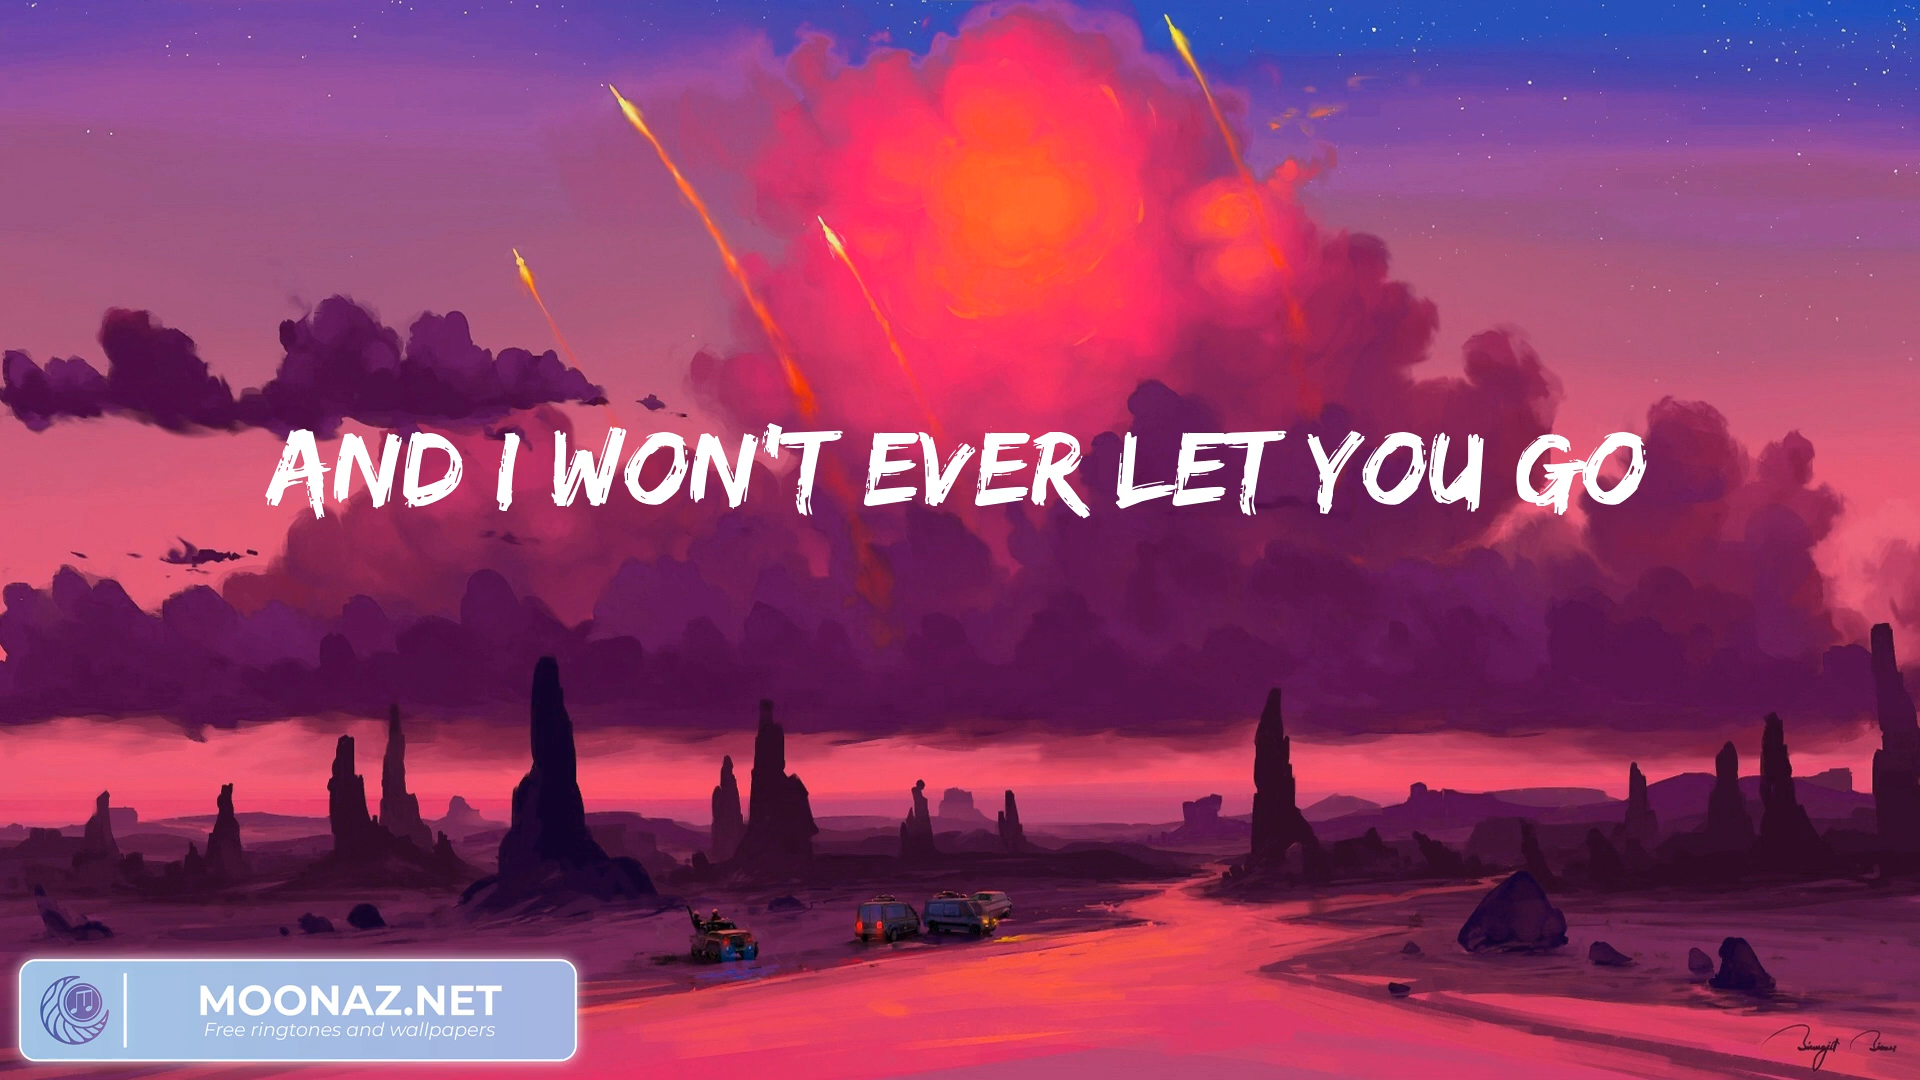 AND I WON'T EVER LET YOU GO
MOONAZ.NET
Free ringtones and wallpapers